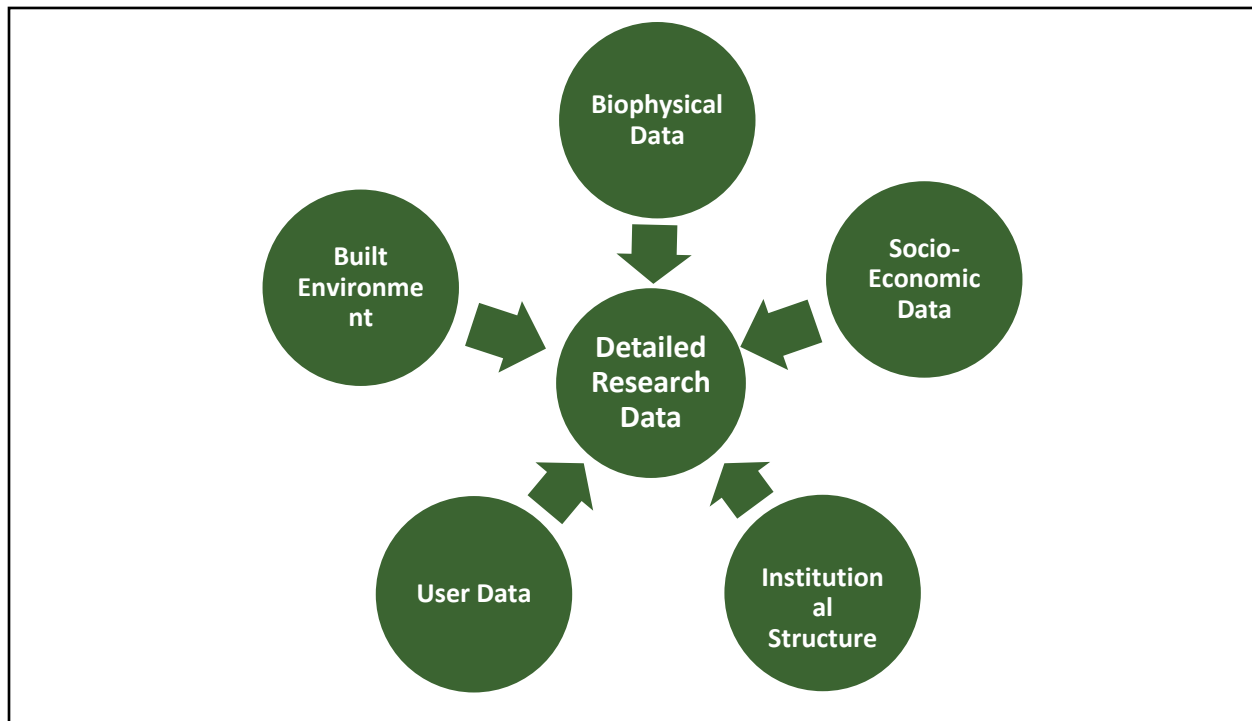 Biophysical
Data
Socio-
Economic
Data
Built
Environme
nt
Detailed
Research
Data
User Data
Institution
al
Structure